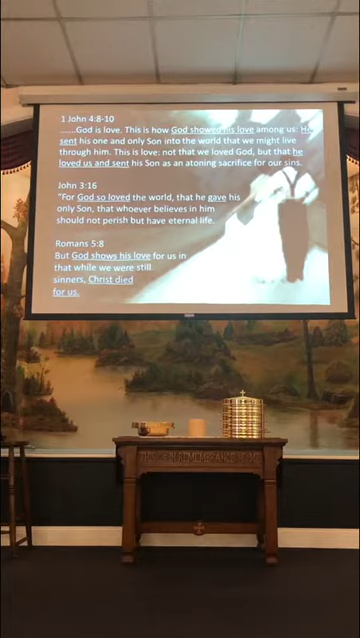 1 John 4:8-10
......God is love. This is how God showed his love among us: He
sent his one and only Son into the world that we might live
through him. This is love: not that we loved God, but that he
loved us and sent his Son as an atoning sacrifice for our sins.
John 3:16
"For God so loved the world, that he gave his
only Son, that whoever believes in him
should not perish but have eternal life.
Romans 5:8
But God shows his love for us in
that while we were still
sinners, Christ died
for us.